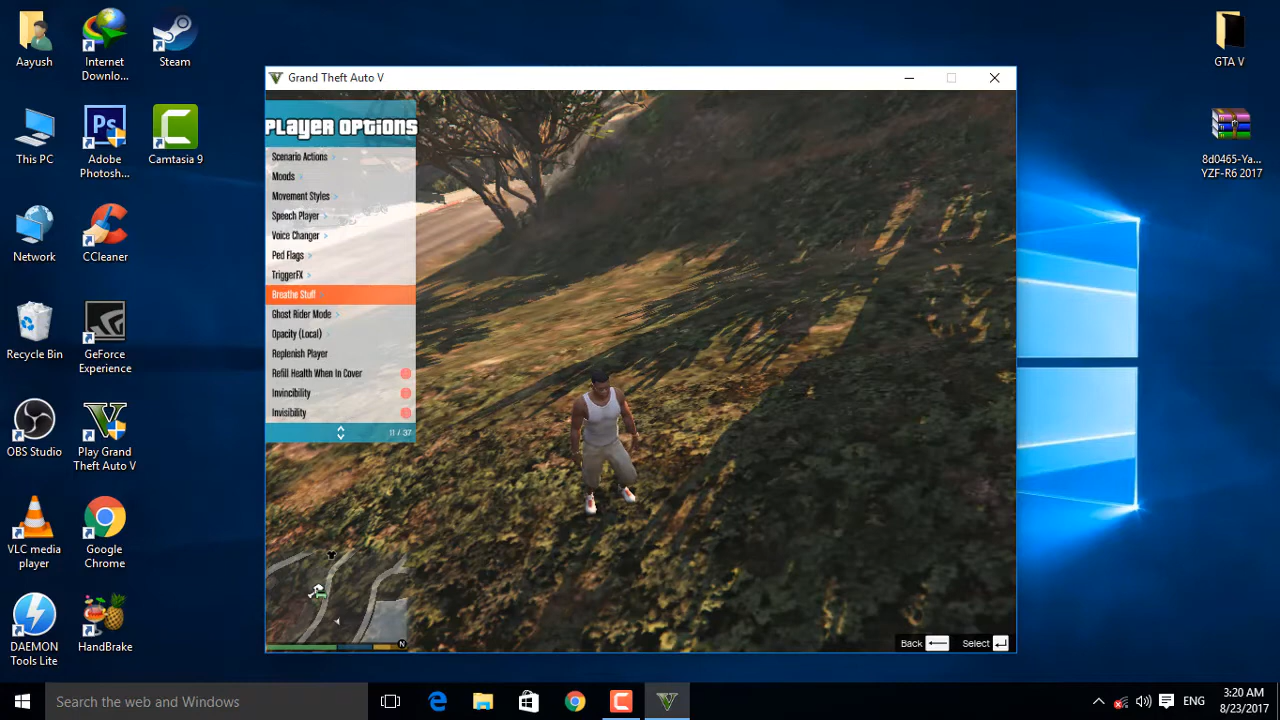 Aayush
Internet
Downlo...
Steam
GTA V
This PC
Adobe
Photosh...
Camtasia 9
8d0465-Ya...
YZF-R6 2017
Network
CCleaner
Recycle Bin
GeForce
Experience
OBS Studio
Play Grand
Theft Auto V
VLC media
player
Google
Chrome
DAEMON
Tools Lite
HandBrake
Grand Theft Auto V
PLAYER OPTIONS
Scenario Actions
Moods
Movement Styles
Speech Player
Voice Changer
Ped Flags
TriggerFX
Breathe Stuff
Ghost Rider Mode
Opacity (Local)
Replenish Player
Refill Health When In Cover
Invincibility
Invisibility
11 / 37
N
Back
Select
Search the web and Windows
ENG
3:20 AM
8/23/2017